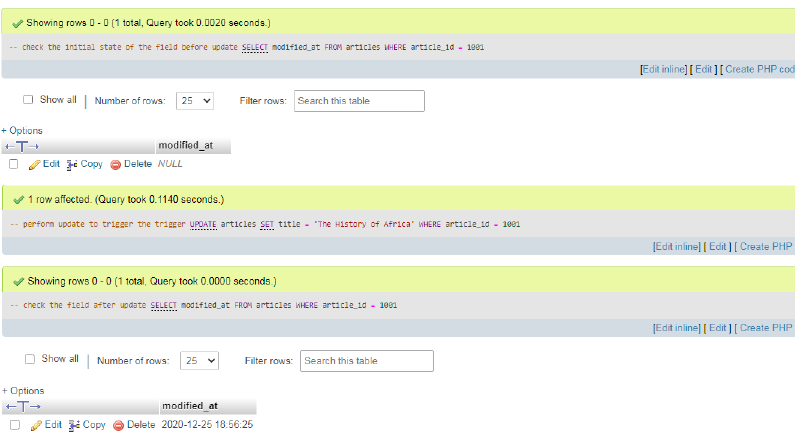 Showing rows 0 - 0 (1 total, Query took 0.0020 seconds.)
-- check the initial state of the field before update SELECT modified_at FROM articles WHERE article_id = 1001
[Edit inline] [ Edit ] [ Create PHP cod
Show all | Number of rows: 25 Filter rows: Search this table
+ Options
←T→ modified_at
Edit Copy Delete NULL
1 row affected. (Query took 0.1140 seconds.)
-- perform update to trigger the trigger UPDATE articles SET title = 'The History of Africa' WHERE article_id = 1001
[Edit inline] [ Edit ] [ Create PHP
Showing rows 0 - 0 (1 total, Query took 0.0000 seconds.)
-- check the field after update SELECT modified_at FROM articles WHERE article_id = 1001
[Edit inline] [ Edit ] [ Create PHP
Show all | Number of rows: 25 Filter rows: Search this table
+ Options
←T→ modified_at
Edit Copy Delete 2020-12-25 18:56:25